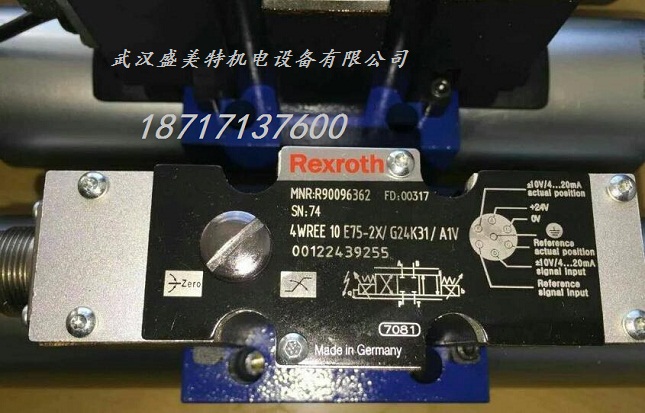 武汉盛美特机电设备有限公司
18717137600
Rexroth
MNR:R90096362 FD:00317
SN:74
4WREE 10 E75-2X/ G24K31/ A1V
00122439255
Zero
7081
Made in Germany
±0V/4...20mA
actual position
+24V
0V
Reference
actual position
±10V/4...20mA
signal input
Reference
signal input